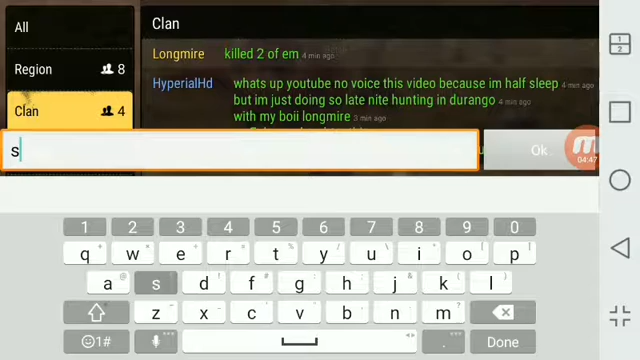 All
Clan
Longmire killed 2 of em 4 min ago
Region 8
HyperialHd whats up youtube no voice this video because im half sleep 4 min ago
but im just doing so late nite hunting in durango 4 min ago
Clan 4
with my boii longmire 3 min ago
s
Ok
04:47
1 2 3 4 5 6 7 8 9 0
q w e r t y u i o p
a s d f g h j k l
z x c v b n m
1# . Done